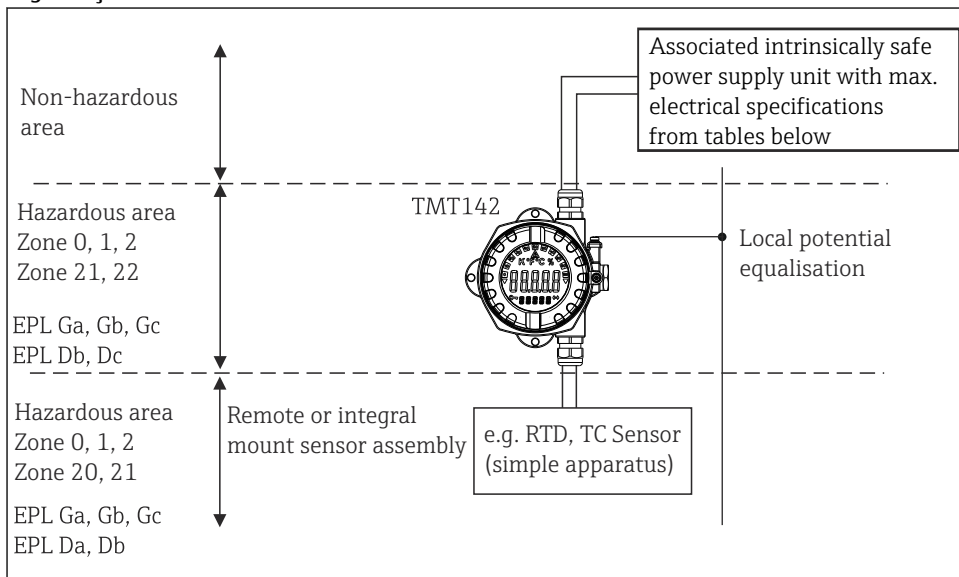 Associated intrinsically safe
power supply unit with max.
electrical specifications
from tables below
Non-hazardous
area
Hazardous area
Zone 0, 1, 2
Zone 21, 22
EPL Ga, Gb, Gc
EPL Db, Dc
TMT142
K °F °C %
Local potential
equalisation
Hazardous area
Zone 0, 1, 2
Zone 20, 21
EPL Ga, Gb, Gc
EPL Da, Db
Remote or integral
mount sensor assembly
e.g. RTD, TC Sensor
(simple apparatus)